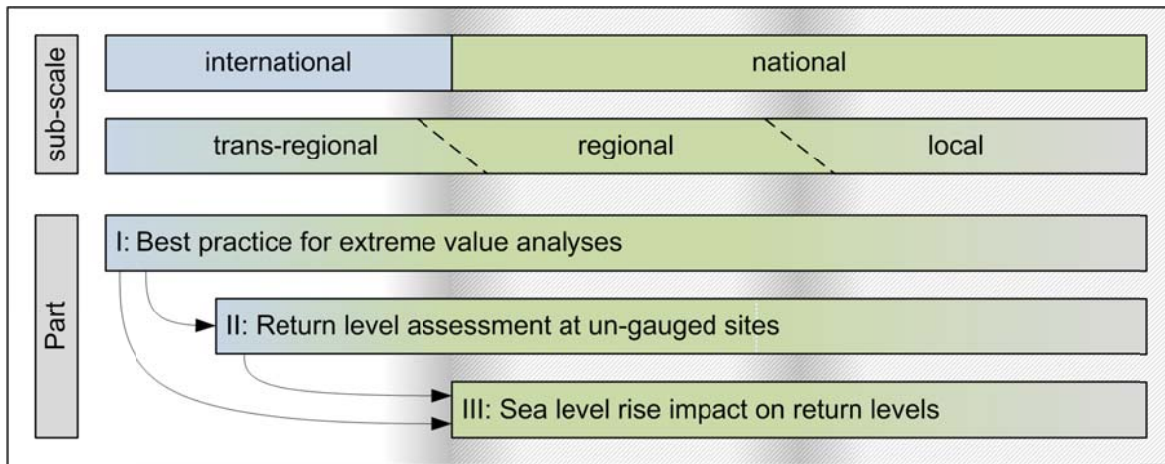 sub-scale
international
national
trans-regional
regional
local
Part
I: Best practice for extreme value analyses
II: Return level assessment at un-gauged sites
III: Sea level rise impact on return levels